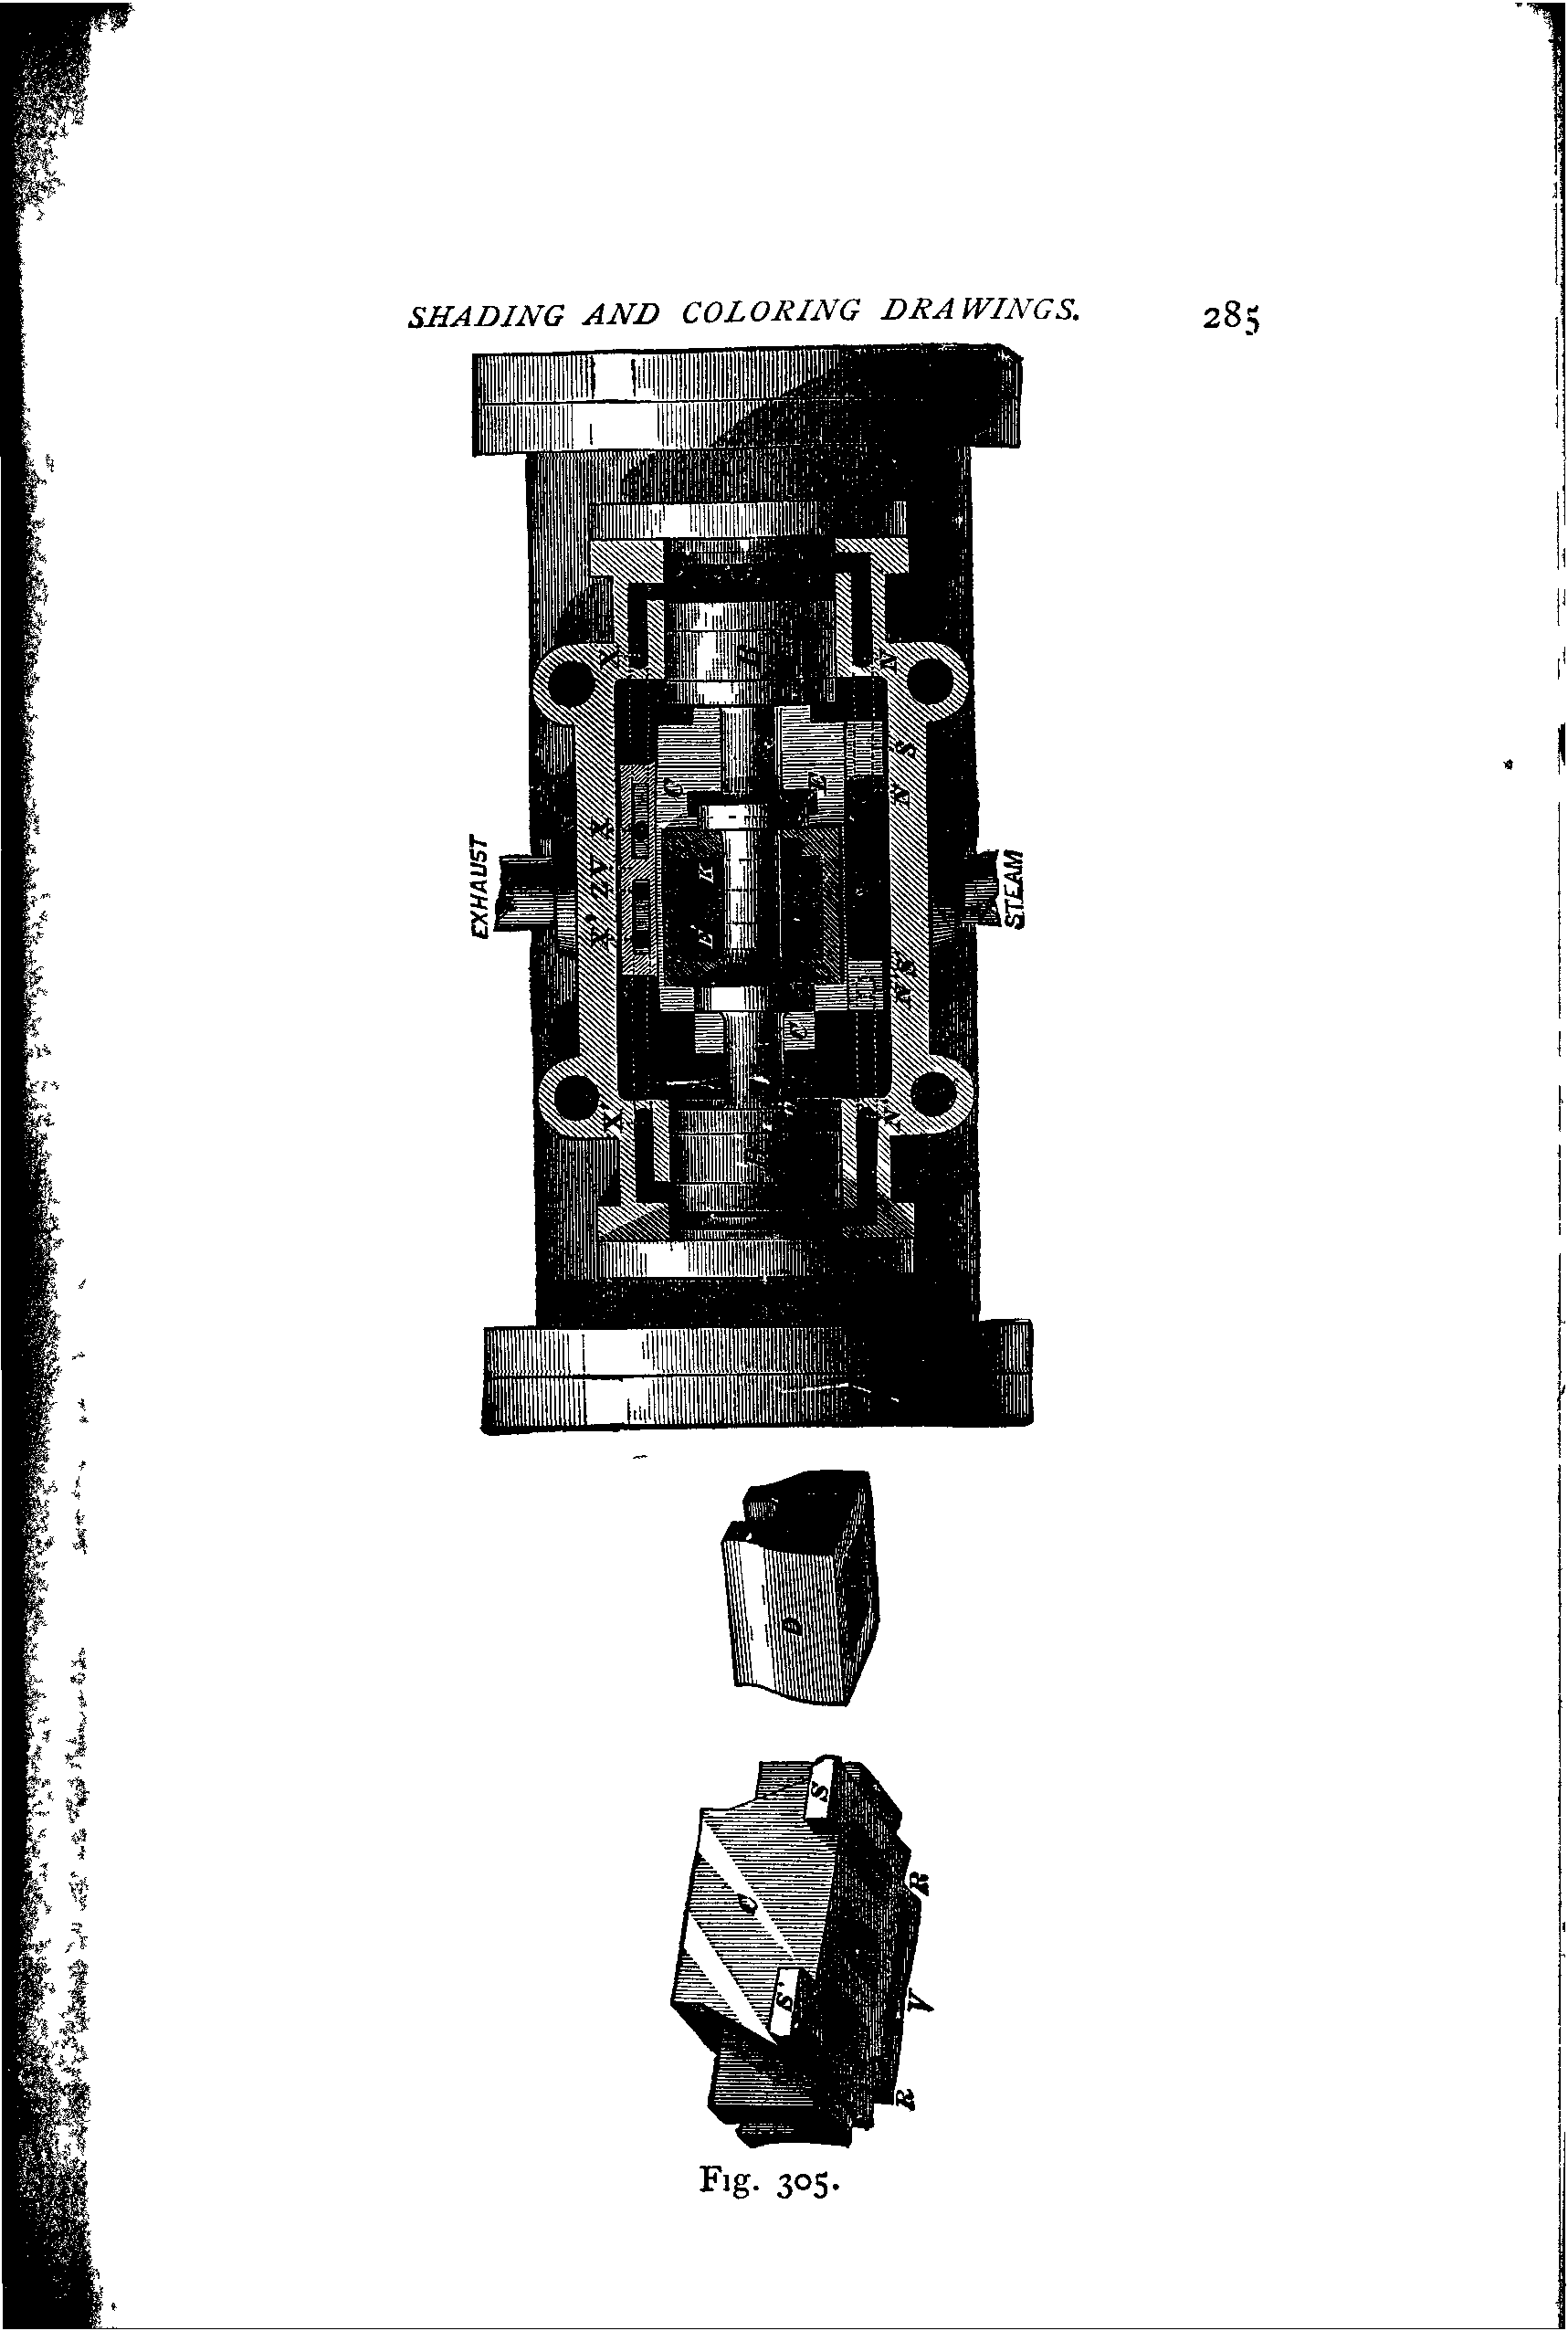 SHADING AND COLORING DRAWINGS. 285
X
B
N
S
C
E
N
X
EXHAUST
V
Z
K
STEAM
X'
E'
S
N
C
X'
N
B
D
S
R
C
S'
V
R
Fig. 305.